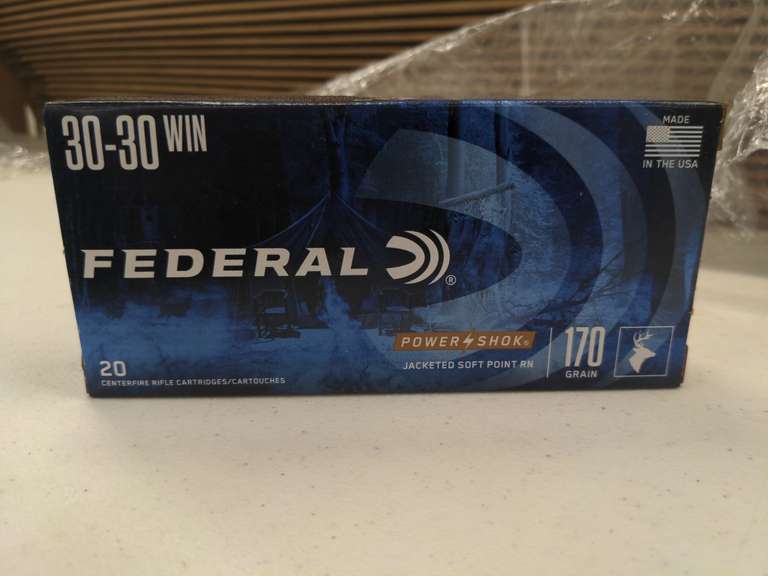 30-30 WIN
MADE
IN THE USA
FEDERAL ®
POWER SHOK®
JACKETED SOFT POINT RN
170
GRAIN
20
CENTERFIRE RIFLE CARTRIDGES/CARTOUCHES